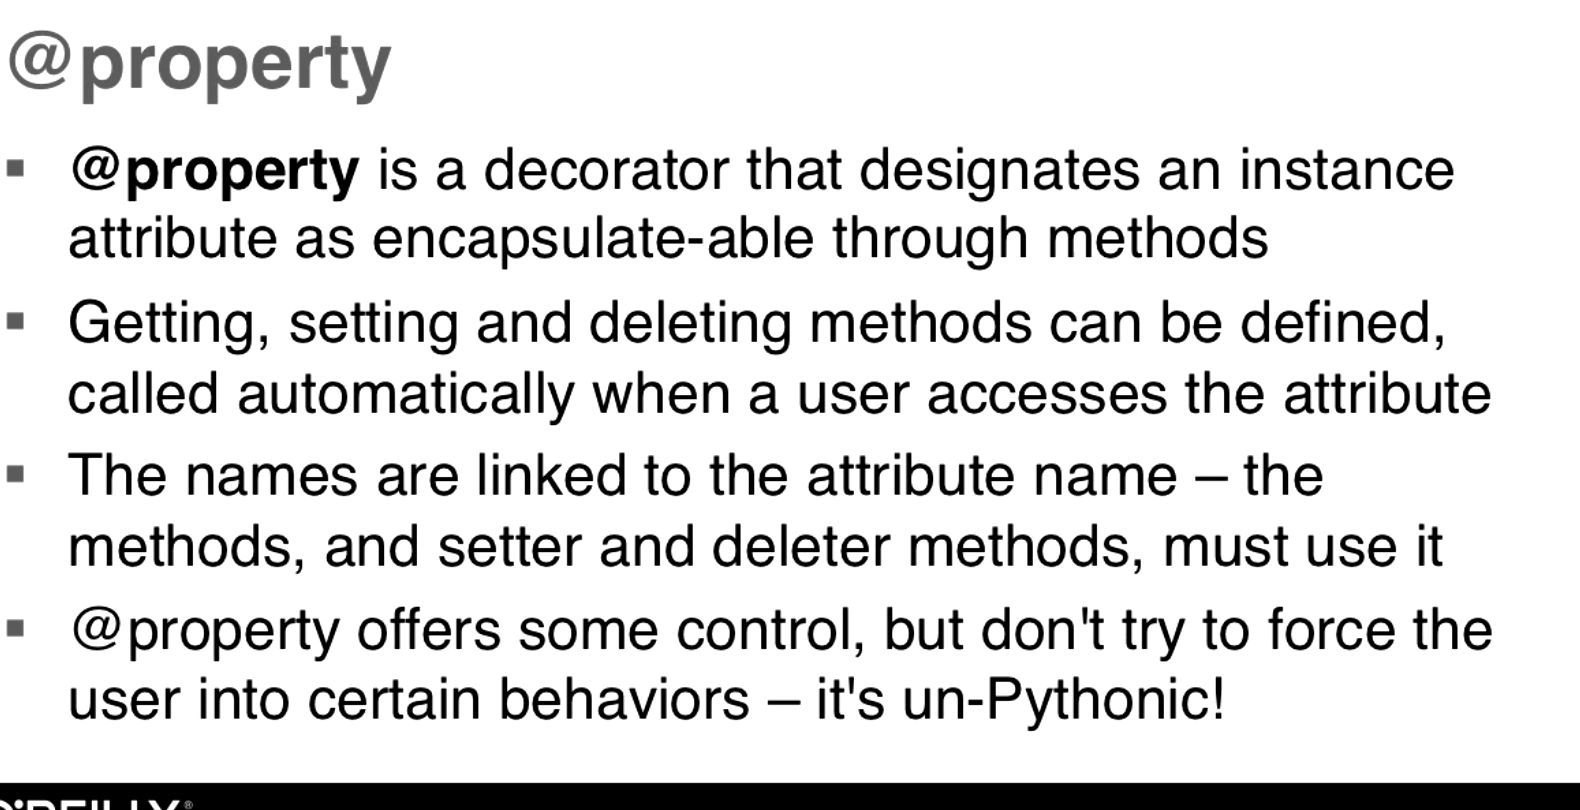 @property
▪ @property is a decorator that designates an instance
attribute as encapsulate-able through methods
▪ Getting, setting and deleting methods can be defined,
called automatically when a user accesses the attribute
▪ The names are linked to the attribute name – the
methods, and setter and deleter methods, must use it
▪ @property offers some control, but don't try to force the
user into certain behaviors – it's un-Pythonic!
O'REILLY®